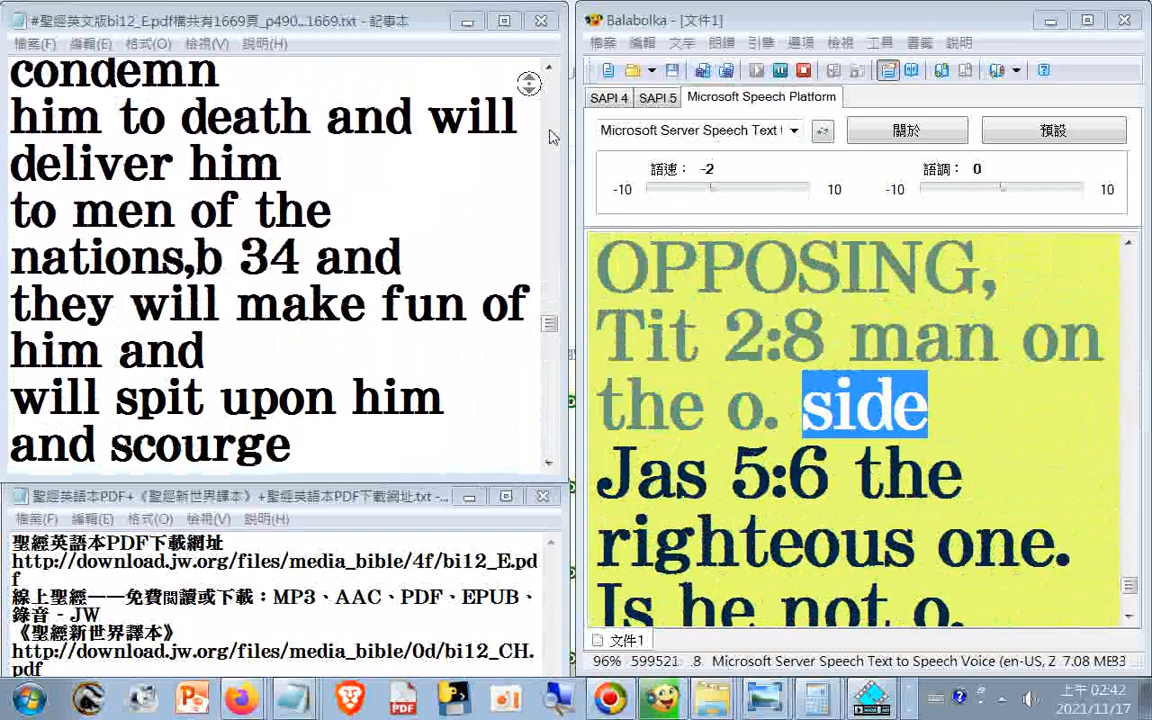 #聖經英文版bi12_E.pdf檔共有1669頁_p490...1669.txt - 記事本
檔案(F) 編輯(E) 格式(O) 檢視(V) 說明(H)
condemn
him to death and will
deliver him
to men of the
nations,b 34 and
they will make fun of
him and
will spit upon him
and scourge
聖經英語本PDF+《聖經新世界譯本》+聖經英語本PDF下載網址.txt -...
檔案(F) 編輯(E) 格式(O) 檢視(V) 說明(H)
聖經英語本PDF下載網址
http://download.jw.org/files/media_bible/4f/bi12_E.pd
f
線上聖經——免費閱讀或下載：MP3、AAC、PDF、EPUB、
錄音 - JW
《聖經新世界譯本》
http://download.jw.org/files/media_bible/0d/bi12_CH.
pdf
Balabolka - [文件1]
檔案 編輯 文字 朗讀 引擎 選項 檢視 工具 書籤 說明
SAPI 4 SAPI 5 Microsoft Speech Platform
Microsoft Server Speech Text 關於 預設
語速： -2 語調： 0
-10 10 -10 10
OPPOSING,
Tit 2:8 man on
the o. side
Jas 5:6 the
righteous one.
Is he not o.
文件1
96% 599521 .8 Microsoft Server Speech Text to Speech Voice (en-US, Z 7.08 MB
上午 02:42
2021/11/17